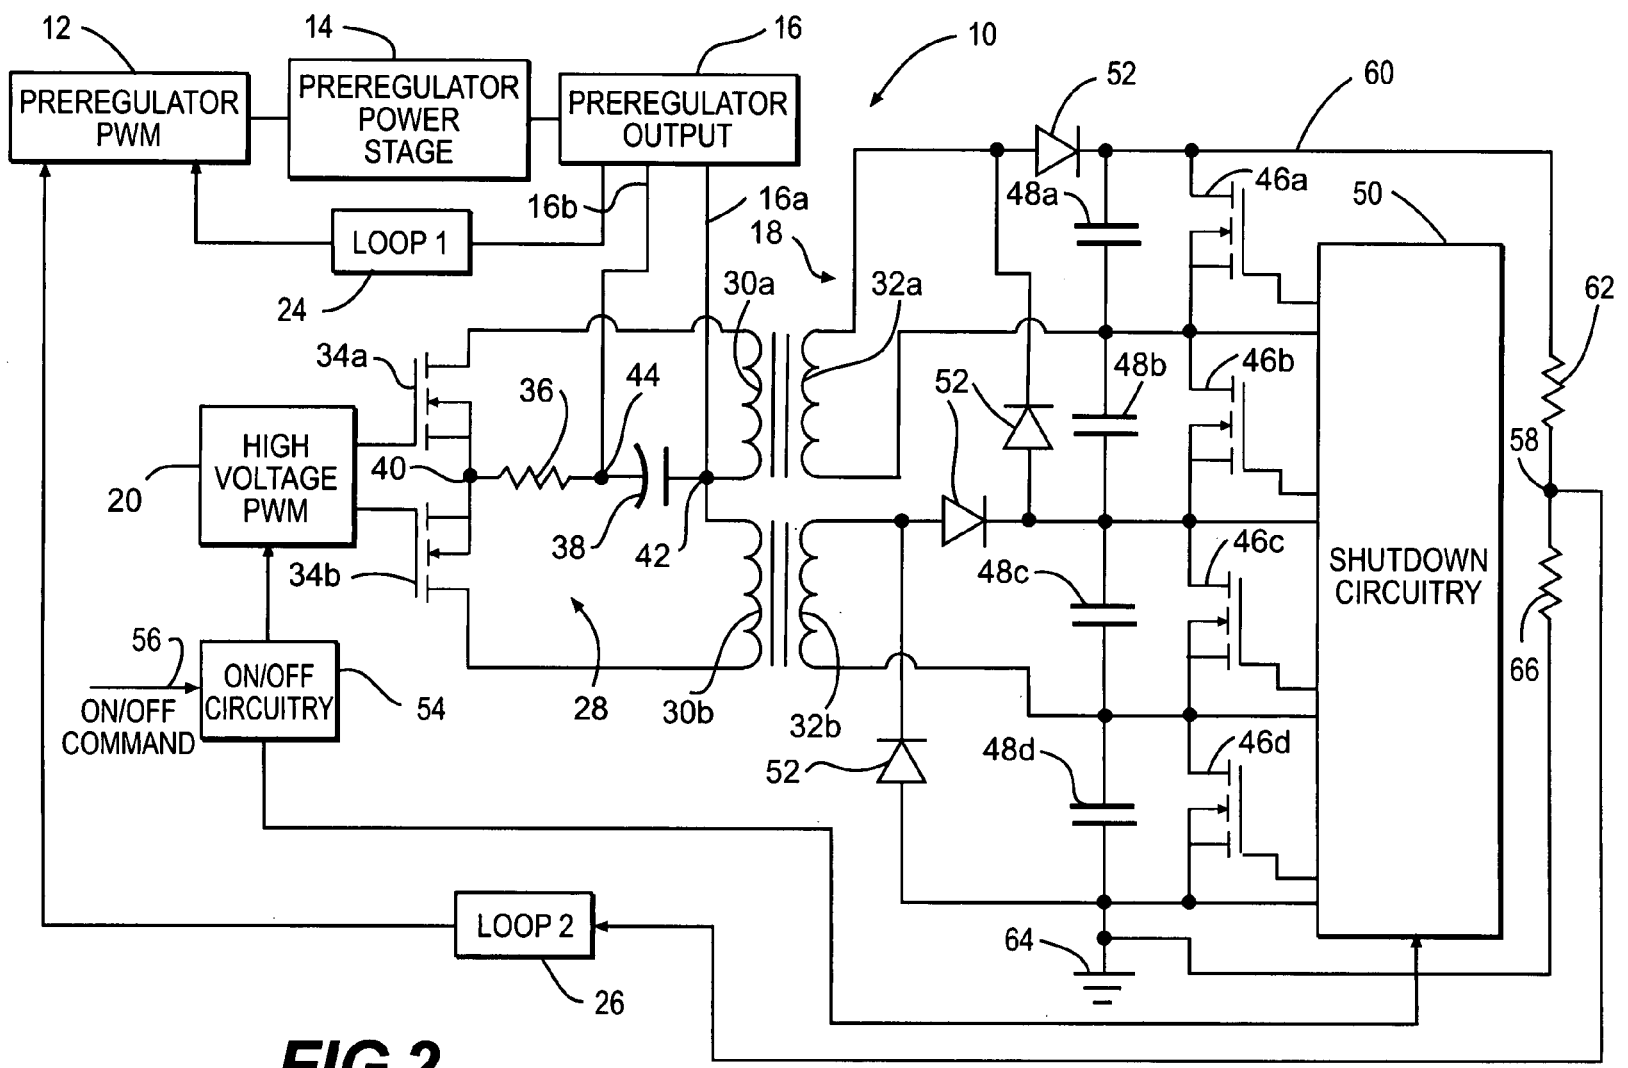 12
14
16
10
52
60
PREREGULATOR
PWM
PREREGULATOR
POWER
STAGE
PREREGULATOR
OUTPUT
16b
16a
18
48a
46a
50
LOOP 1
24
30a
32a
62
34a
36
44
52
48b
46b
HIGH
VOLTAGE
PWM
20
40
38
42
52
58
34b
48c
46c
SHUTDOWN
CIRCUITRY
56
ON/OFF
CIRCUITRY
54
ON/OFF
COMMAND
28
30b
32b
66
52
48d
46d
LOOP 2
26
64
FIG 2